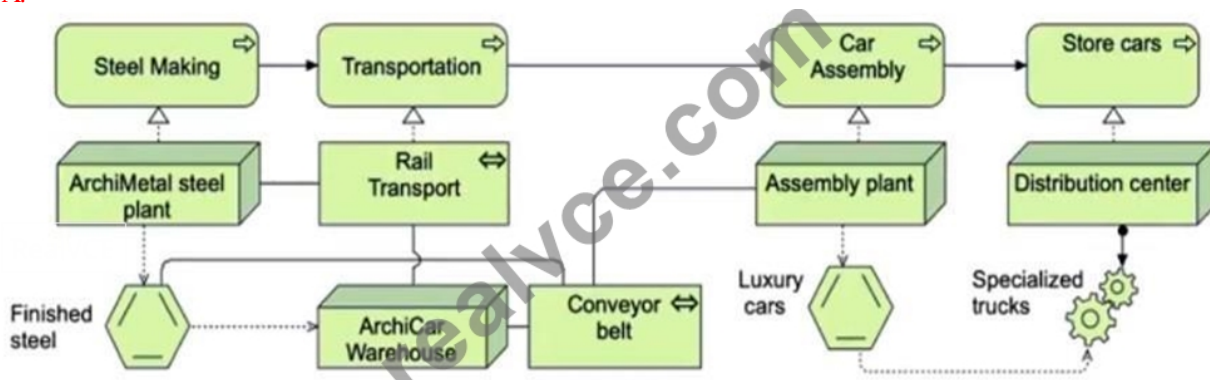 Steel Making
Transportation
Car
Assembly
Store cars
ArchiMetal steel
plant
Rail
Transport
Assembly plant
Distribution center
Finished
steel
ArchiCar
Warehouse
Conveyor
belt
Luxury
cars
Specialized
trucks
realvce.com